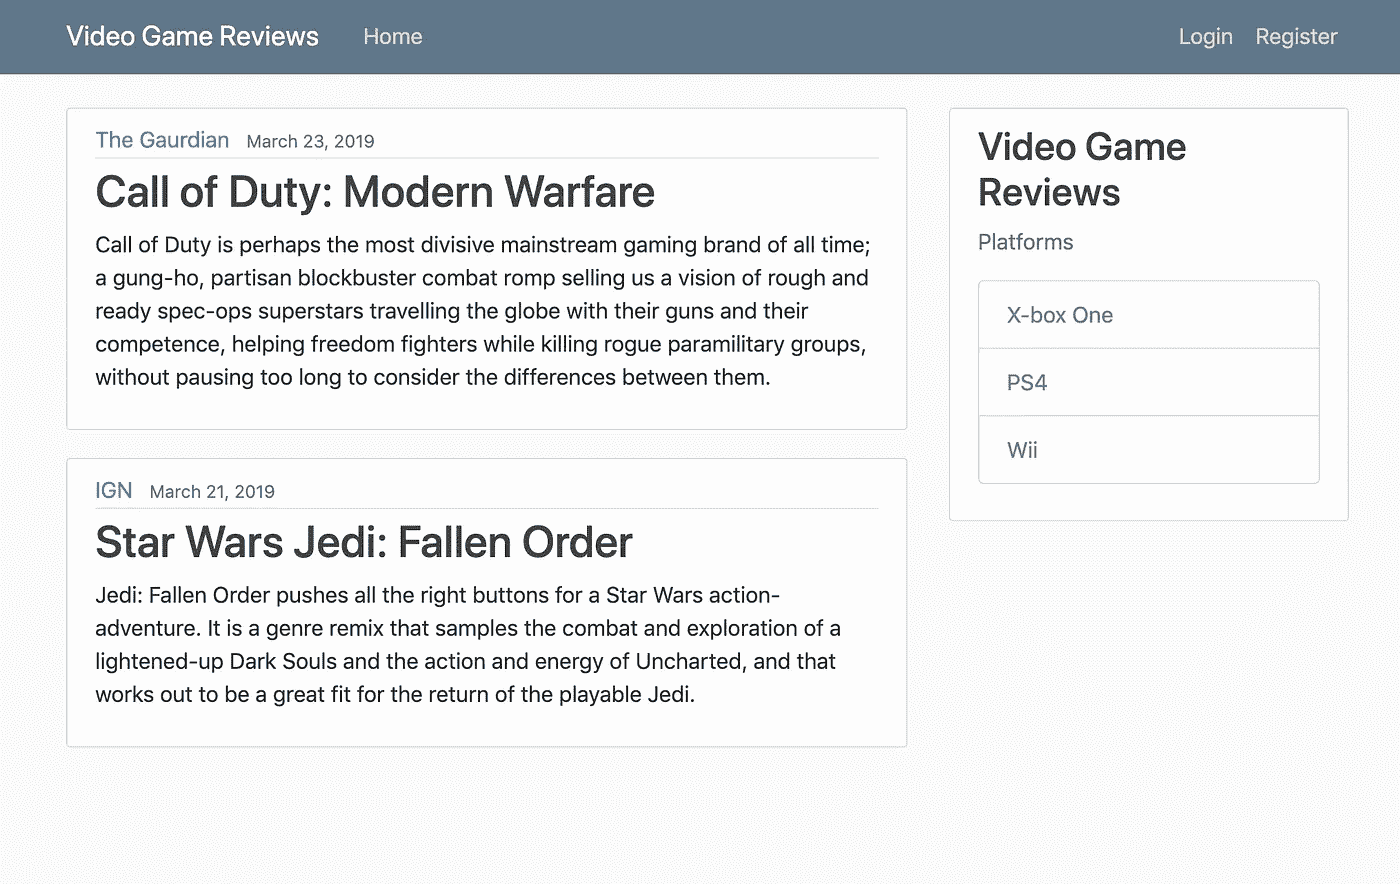 Video Game Reviews Home Login Register
The Gaurdian March 23, 2019
Call of Duty: Modern Warfare
Call of Duty is perhaps the most divisive mainstream gaming brand of all time;
a gung-ho, partisan blockbuster combat romp selling us a vision of rough and
ready spec-ops superstars travelling the globe with their guns and their
competence, helping freedom fighters while killing rogue paramilitary groups,
without pausing too long to consider the differences between them.
IGN March 21, 2019
Star Wars Jedi: Fallen Order
Jedi: Fallen Order pushes all the right buttons for a Star Wars action-
adventure. It is a genre remix that samples the combat and exploration of a
lightened-up Dark Souls and the action and energy of Uncharted, and that
works out to be a great fit for the return of the playable Jedi.
Video Game
Reviews
Platforms
X-box One
PS4
Wii